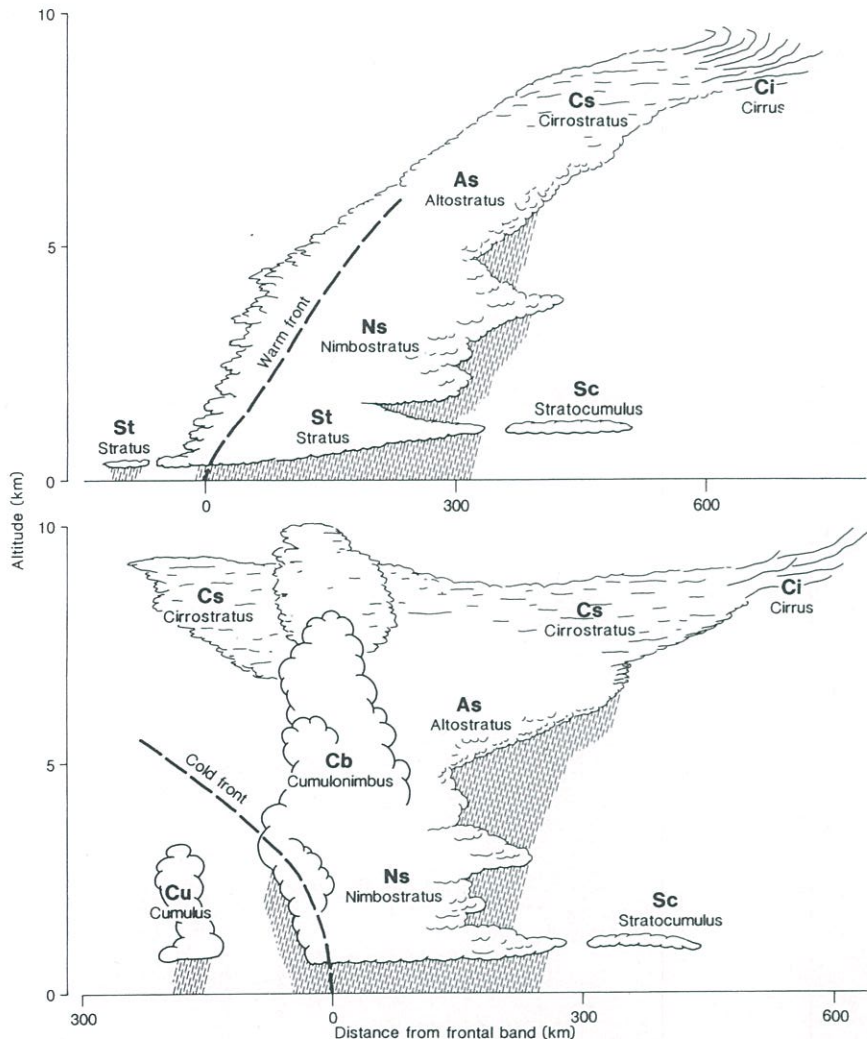 10
Cs
Cirrostratus
Ci
Cirrus
As
Altostratus
5
Warm front
Ns
Nimbostratus
Sc
Stratocumulus
St
Stratus
St
Stratus
0
0
300
600
Altitude (km)
10
Cs
Cirrostratus
Cs
Cirrostratus
Ci
Cirrus
As
Altostratus
5
Cold front
Cb
Cumulonimbus
Cu
Cumulus
Ns
Nimbostratus
Sc
Stratocumulus
0
300
0
300
600
Distance from frontal band (km)